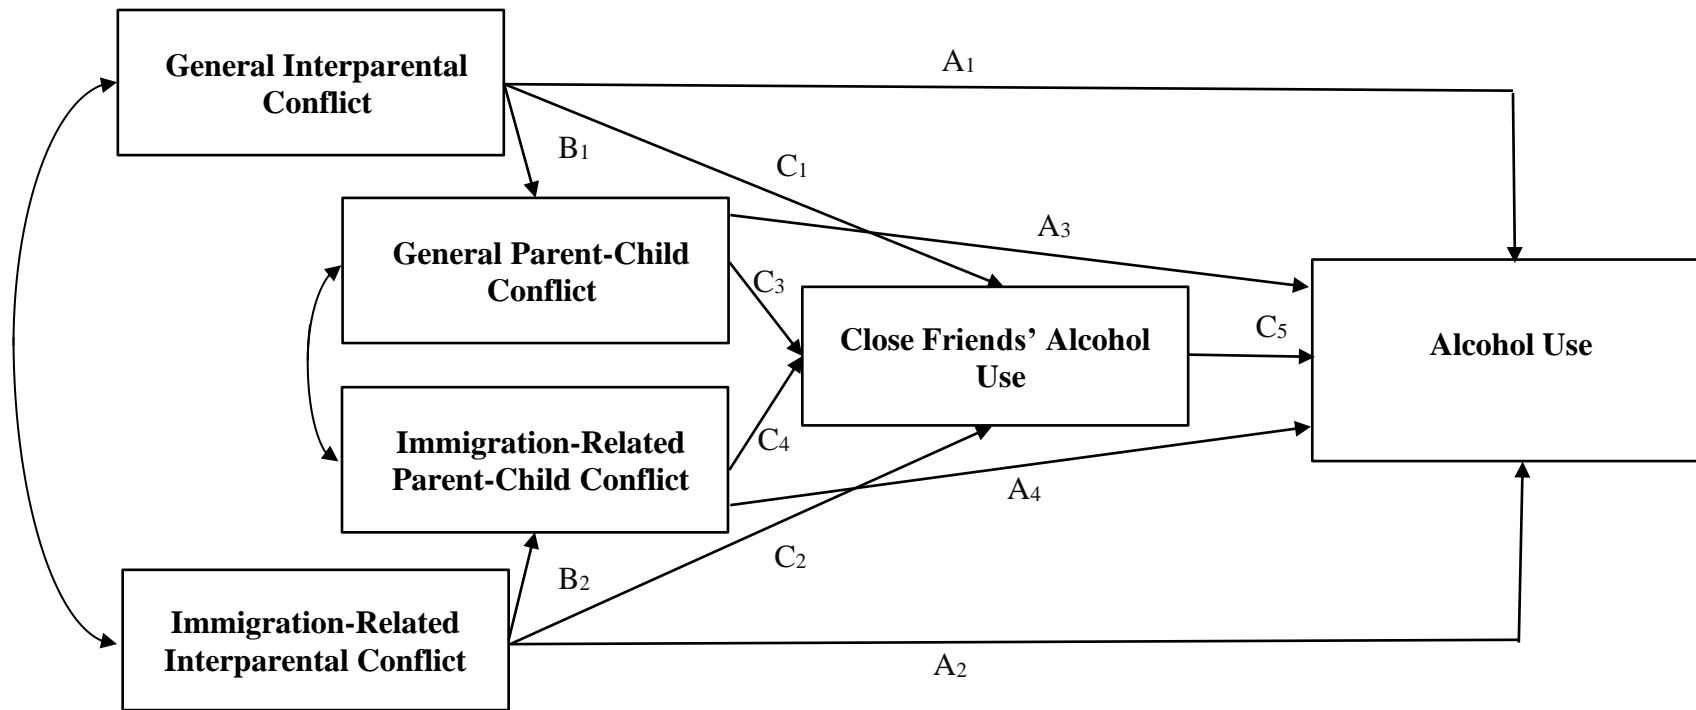 General Interparental
Conflict
A1
B1
C1
General Parent-Child
Conflict
A3
C3
Close Friends’ Alcohol
Use
C5
Alcohol Use
Immigration-Related
Parent-Child Conflict
C4
A4
C2
B2
Immigration-Related
Interparental Conflict
A2